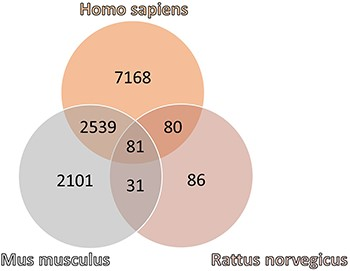 Homo sapiens
7168
2539
80
81
2101
31
86
Mus musculus
Rattus norvegicus